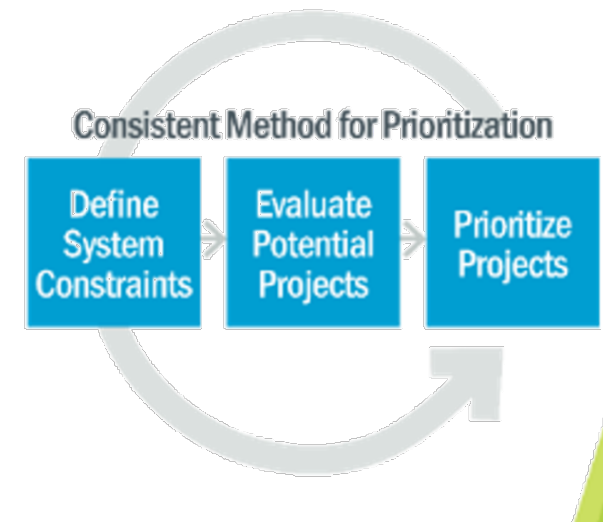 Consistent Method for Prioritization
Define
System
Constraints
Evaluate
Potential
Projects
Prioritize
Projects